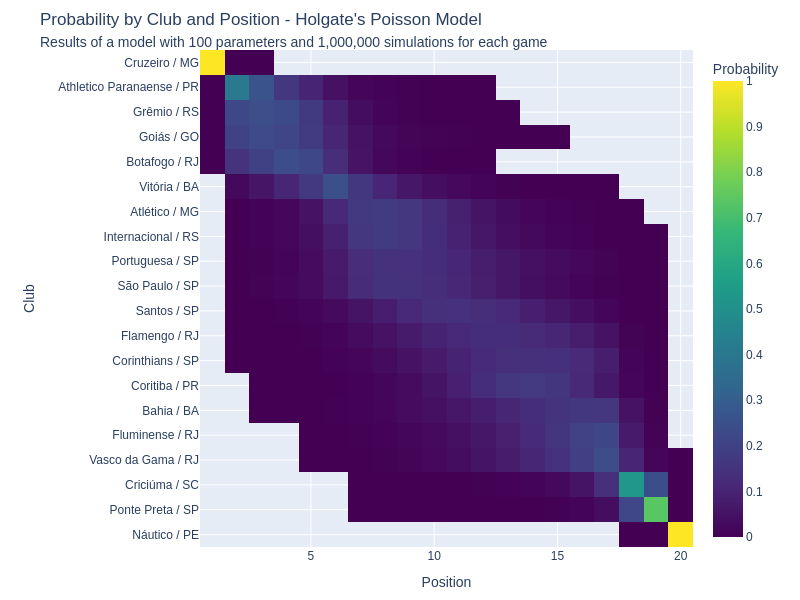 Probability by Club and Position - Holgate's Poisson Model
Results of a model with 100 parameters and 1,000,000 simulations for each game
Probability
Club
Cruzeiro / MG
Athletico Paranaense / PR
Grêmio / RS
Goiás / GO
Botafogo / RJ
Vitória / BA
Atlético / MG
Internacional / RS
Portuguesa / SP
São Paulo / SP
Santos / SP
Flamengo / RJ
Corinthians / SP
Coritiba / PR
Bahia / BA
Fluminense / RJ
Vasco da Gama / RJ
Criciúma / SC
Ponte Preta / SP
Náutico / PE
5
10
15
20
Position
1
0.9
0.8
0.7
0.6
0.5
0.4
0.3
0.2
0.1
0